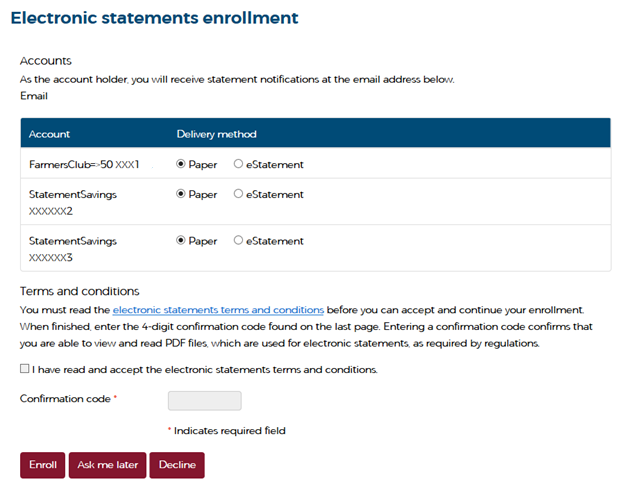 Electronic statements enrollment
Accounts
As the account holder, you will receive statement notifications at the email address below.
Email
Account Delivery method
FarmersClub=>50 XXX1 Paper eStatement
StatementSavings Paper eStatement
XXXXXX2
StatementSavings Paper eStatement
XXXXXX3
Terms and conditions
You must read the electronic statements terms and conditions before you can accept and continue your enrollment.
When finished, enter the 4-digit confirmation code found on the last page. Entering a confirmation code confirms that
you are able to view and read PDF files, which are used for electronic statements, as required by regulations.
I have read and accept the electronic statements terms and conditions.
Confirmation code *
* Indicates required field
Enroll Ask me later Decline